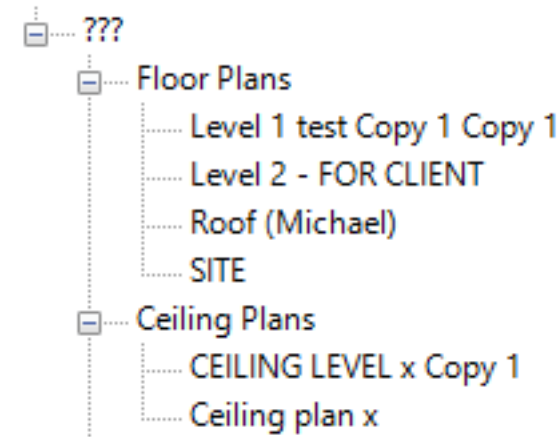 ???
Floor Plans
Level 1 test Copy 1 Copy 1
Level 2 - FOR CLIENT
Roof (Michael)
SITE
Ceiling Plans
CEILING LEVEL x Copy 1
Ceiling plan x